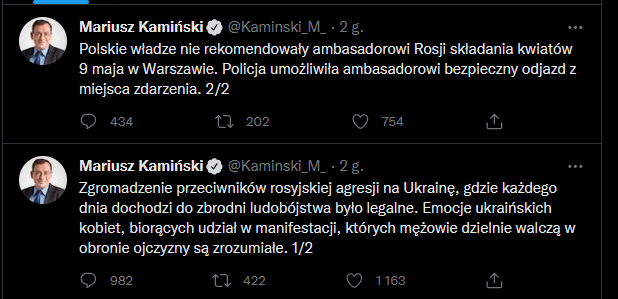 Mariusz Kamiński @Kaminski_M_ · 2 g.
Polskie władze nie rekomendowały ambasadorowi Rosji składania kwiatów
9 maja w Warszawie. Policja umożliwiła ambasadorowi bezpieczny odjazd z
miejsca zdarzenia. 2/2
434 202 754
Mariusz Kamiński @Kaminski_M_ · 2 g.
Zgromadzenie przeciwników rosyjskiej agresji na Ukrainę, gdzie każdego
dnia dochodzi do zbrodni ludobójstwa było legalne. Emocje ukraińskich
kobiet, biorących udział w manifestacji, których mężowie dzielnie walczą w
obronie ojczyzny są zrozumiałe. 1/2
982 422 1 163